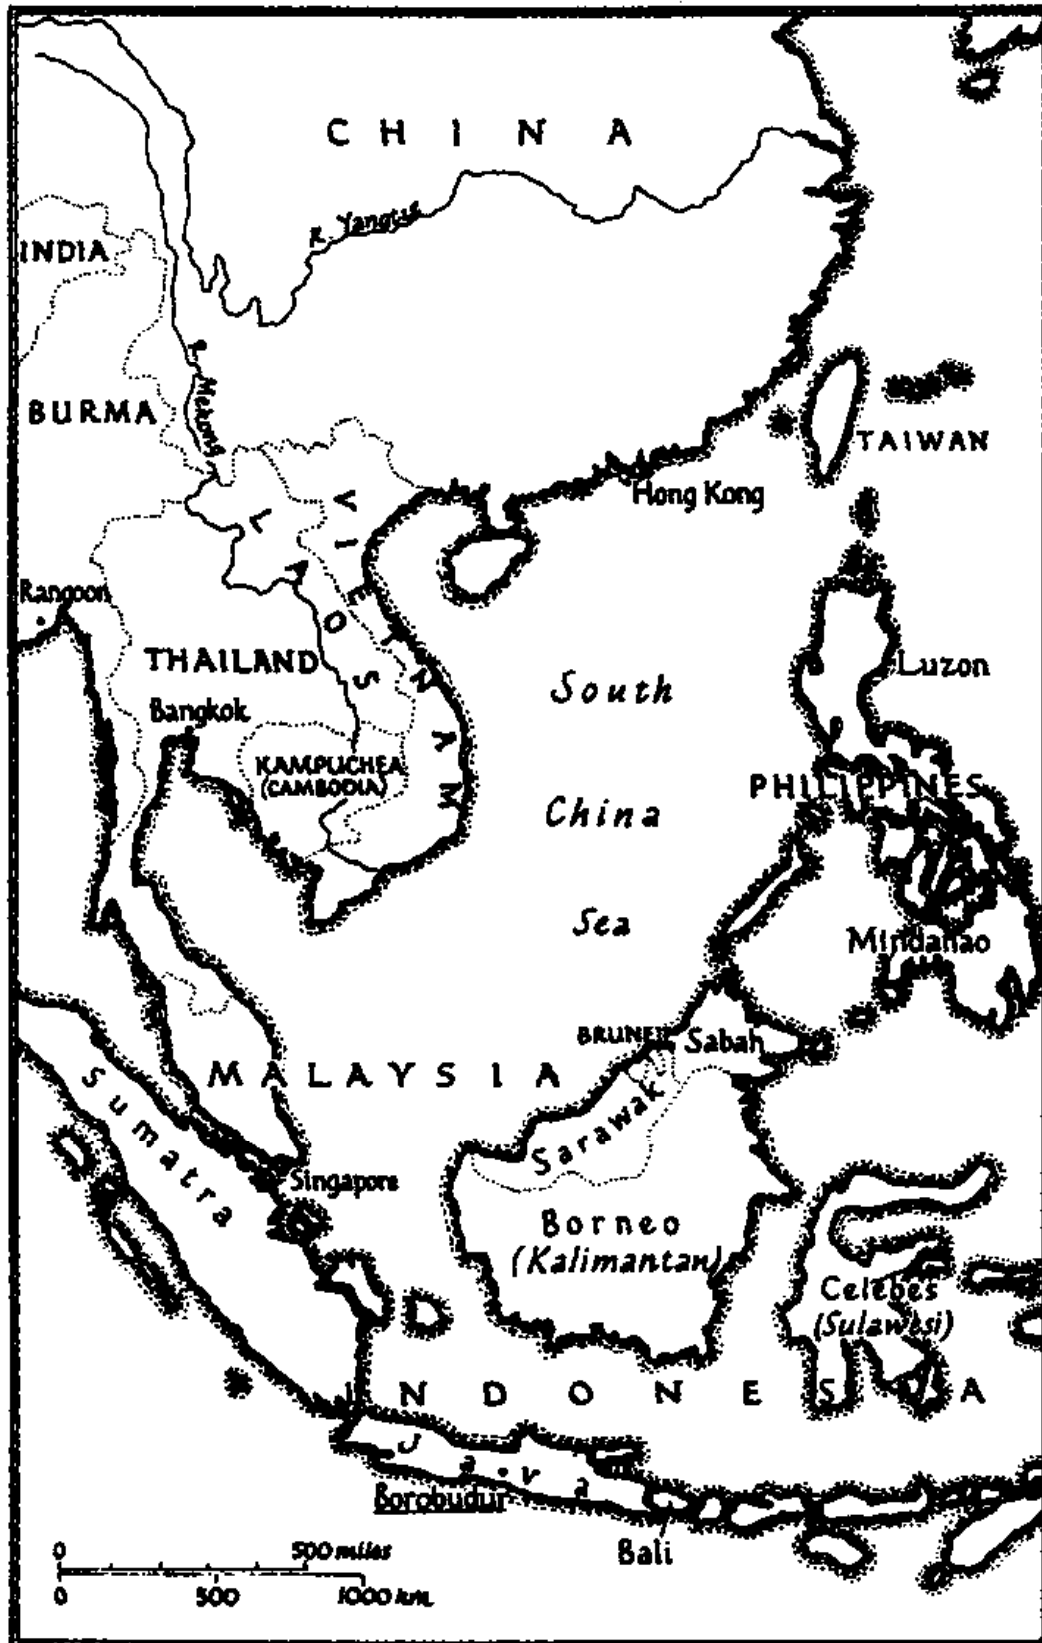 CHINA
R. Yangtse
INDIA
R. Mekong
BURMA
TAIWAN
Hong Kong
VIETNAM
LAOS
Rangoon
THAILAND
Luzon
South
China
Sea
Bangkok
KAMPUCHEA
(CAMBODIA)
PHILIPPINES
Mindanao
BRUNEI
Sabah
MALAYSIA
Sarawak
Sumatra
Singapore
Borneo
(Kalimantan)
Celebes
(Sulawesi)
INDONESIA
Java
Borobudur
Bali
0 500 miles
0 500 1000 km.